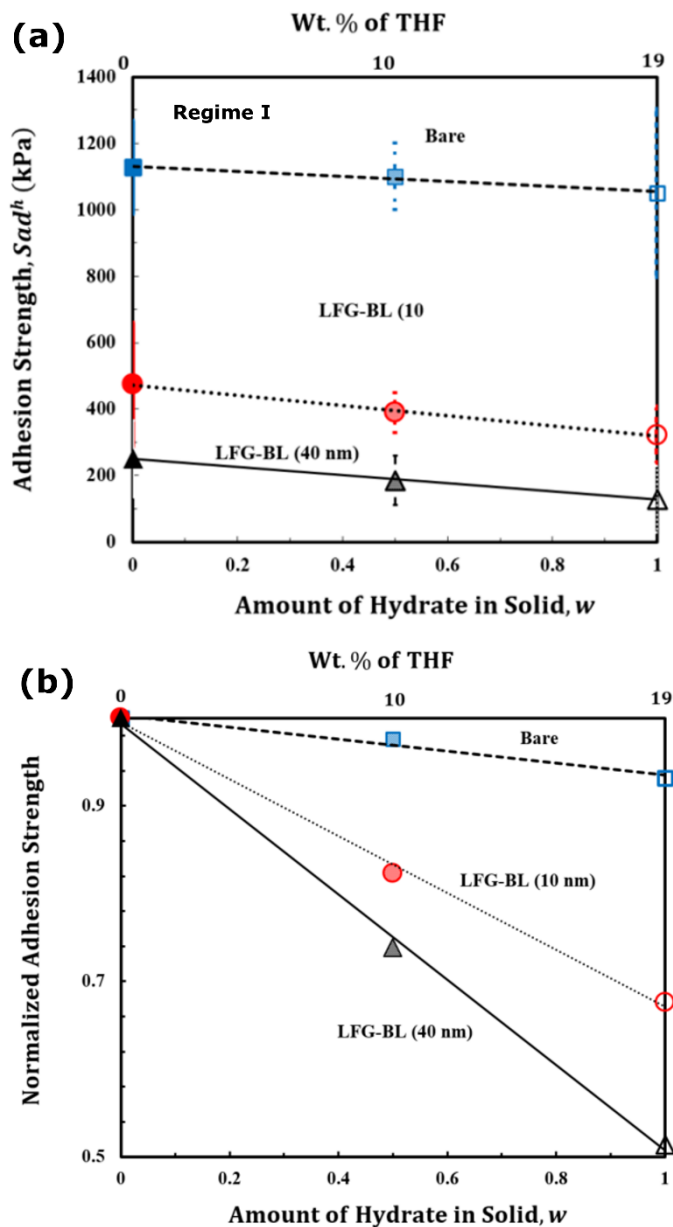 (a)
Wt. % of THF
0 10 19
1400
Regime I
Bare
1200
1000
800
LFG-BL (10
600
400
LFG-BL (40 nm)
200
0
0 0.2 0.4 0.6 0.8 1
Adhesion Strength, Sad^h (kPa)
Amount of Hydrate in Solid, w
(b)
Wt. % of THF
0 10 19
Bare
0.9
LFG-BL (10 nm)
0.7
LFG-BL (40 nm)
0.5
0 0.2 0.4 0.6 0.8 1
Normalized Adhesion Strength
Amount of Hydrate in Solid, w